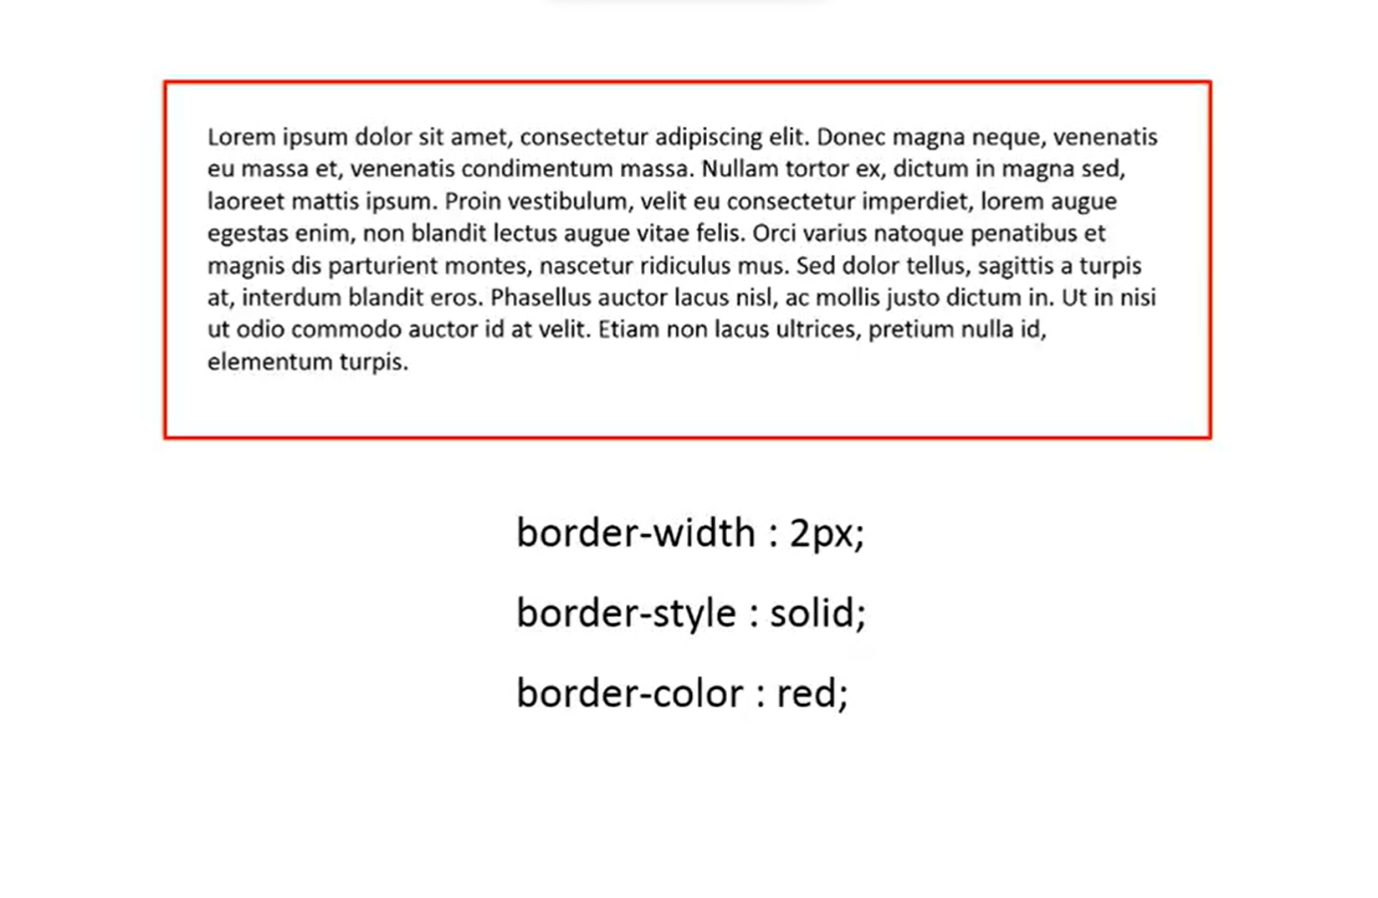 Lorem ipsum dolor sit amet, consectetur adipiscing elit. Donec magna neque, venenatis
eu massa et, venenatis condimentum massa. Nullam tortor ex, dictum in magna sed,
laoreet mattis ipsum. Proin vestibulum, velit eu consectetur imperdiet, lorem augue
egestas enim, non blandit lectus augue vitae felis. Orci varius natoque penatibus et
magnis dis parturient montes, nascetur ridiculus mus. Sed dolor tellus, sagittis a turpis
at, interdum blandit eros. Phasellus auctor lacus nisl, ac mollis justo dictum in. Ut in nisi
ut odio commodo auctor id at velit. Etiam non lacus ultrices, pretium nulla id,
elementum turpis.
border-width : 2px;
border-style : solid;
border-color : red;